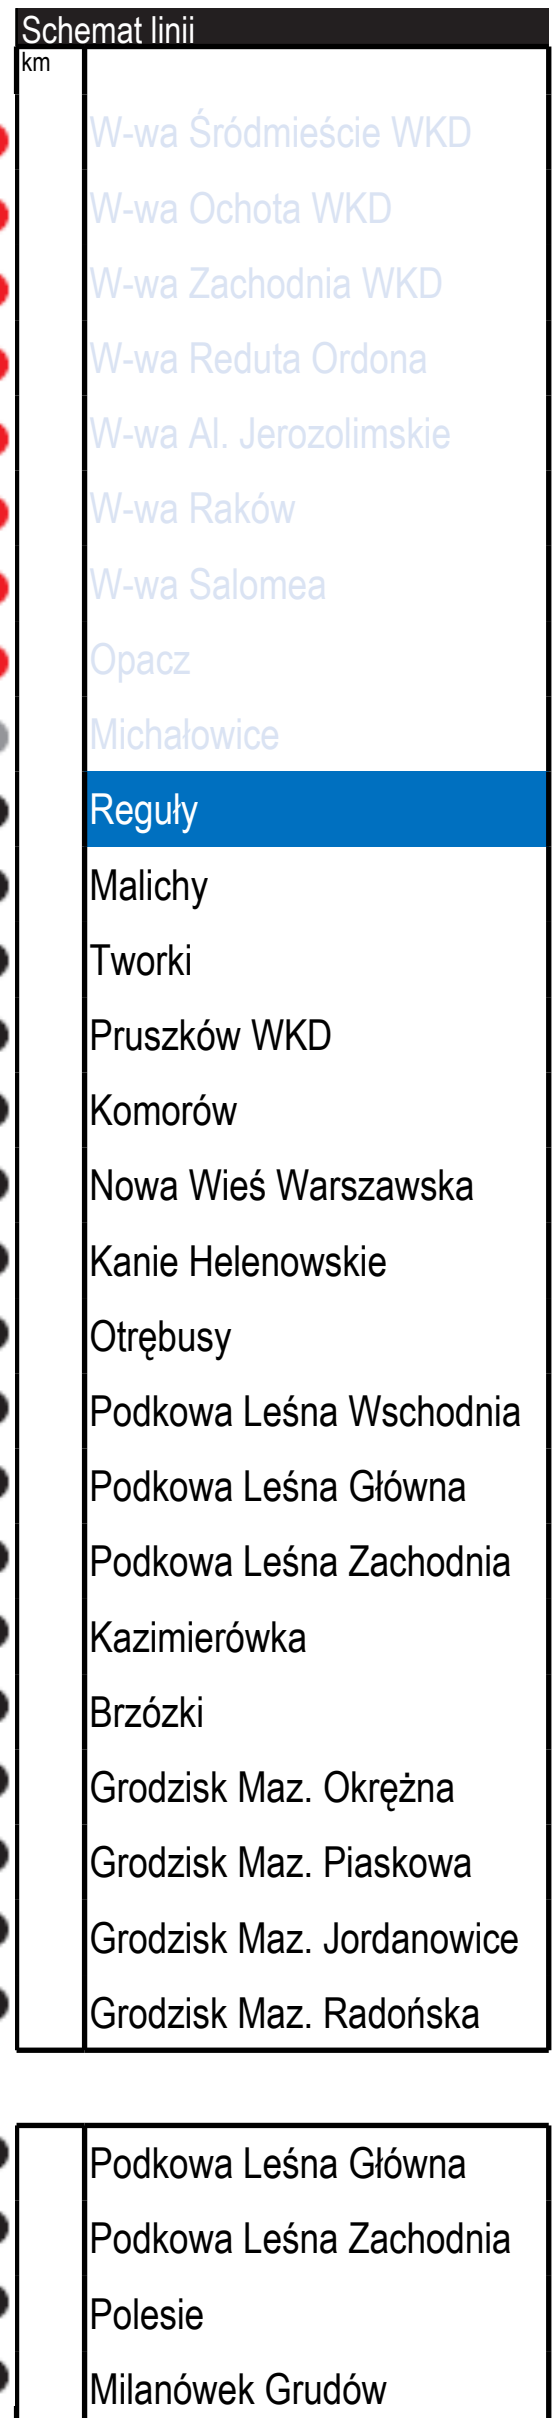 Schemat linii
km
W-wa Śródmieście WKD
W-wa Ochota WKD
W-wa Zachodnia WKD
W-wa Reduta Ordona
W-wa Al. Jerozolimskie
W-wa Raków
W-wa Salomea
Opacz
Michałowice
Reguły
Malichy
Tworki
Pruszków WKD
Komorów
Nowa Wieś Warszawska
Kanie Helenowskie
Otrębusy
Podkowa Leśna Wschodnia
Podkowa Leśna Główna
Podkowa Leśna Zachodnia
Kazimierówka
Brzózki
Grodzisk Maz. Okrężna
Grodzisk Maz. Piaskowa
Grodzisk Maz. Jordanowice
Grodzisk Maz. Radońska
Podkowa Leśna Główna
Podkowa Leśna Zachodnia
Polesie
Milanówek Grudów